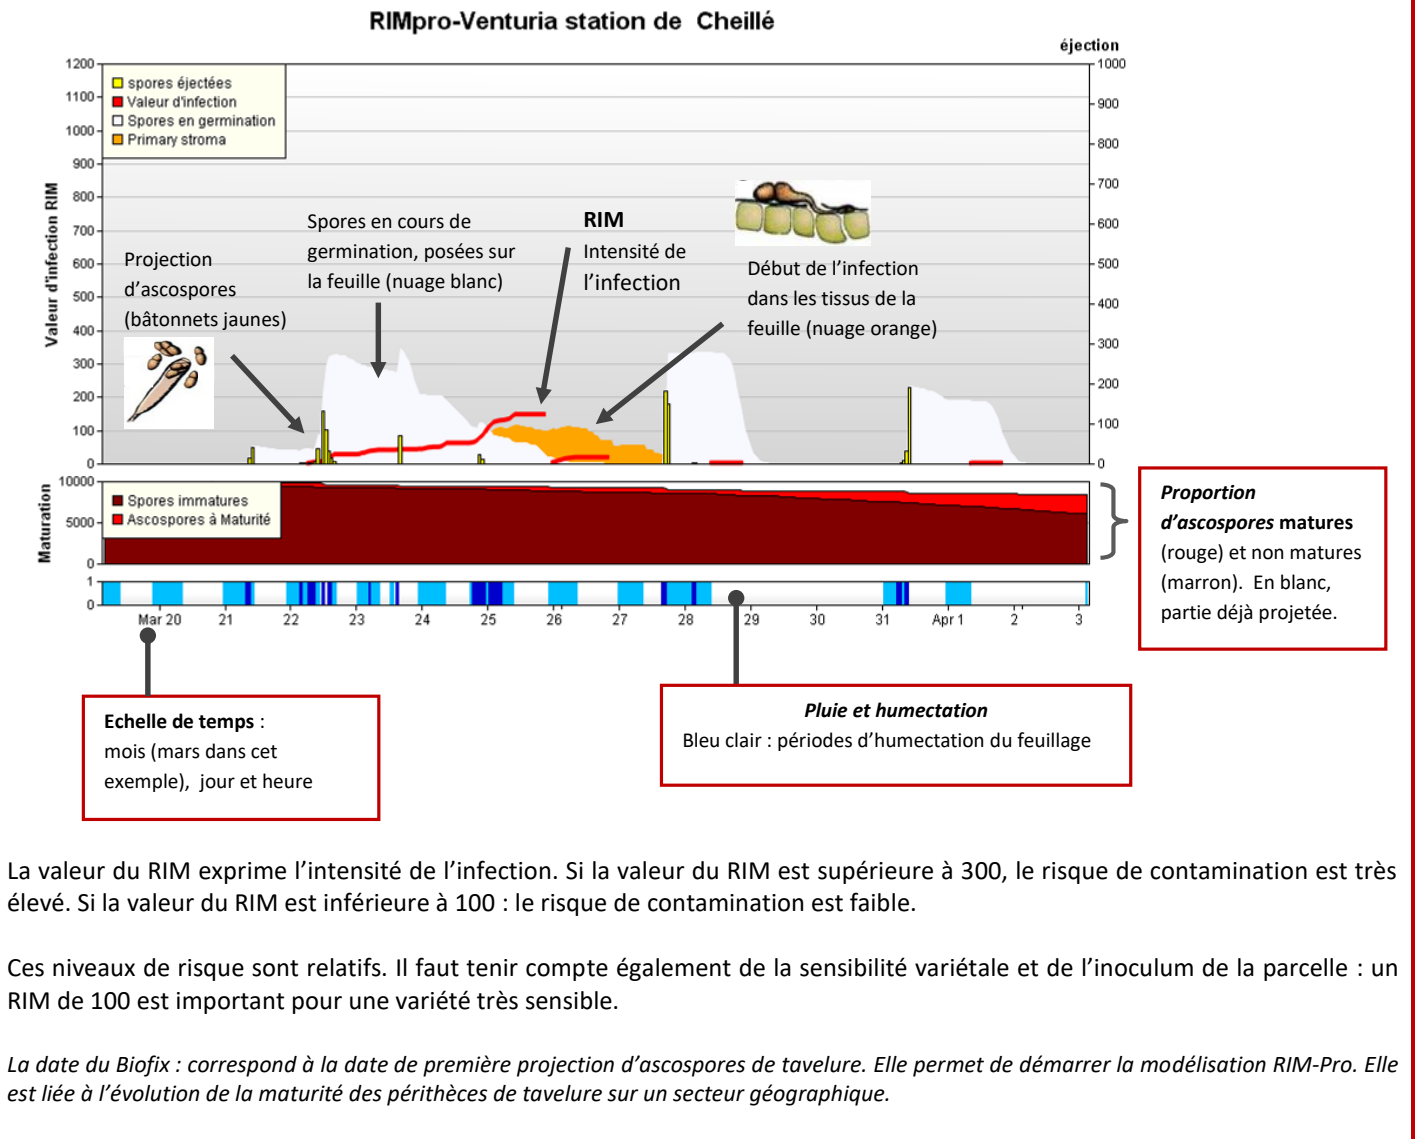 RIMpro-Venturia station de Cheillé
éjection
1200
1100
1000
900
800
700
600
500
400
300
200
100
0
Valeur d'infection RIM
1000
900
800
700
600
500
400
300
200
100
0
spores éjectées
Valeur d'infection
Spores en germination
Primary stroma
Projection
d’ascospores
(bâtonnets jaunes)
Spores en cours de
germination, posées sur
la feuille (nuage blanc)
RIM
Intensité de
l’infection
Début de l’infection
dans les tissus de la
feuille (nuage orange)
Maturation
10000
5000
0
Spores immatures
Ascospores à Maturité
1
0
Mar 20 21 22 23 24 25 26 27 28 29 30 31 Apr 1 2 3
Proportion
d’ascospores matures
(rouge) et non matures
(marron). En blanc,
partie déjà projetée.
Echelle de temps :
mois (mars dans cet
exemple), jour et heure
Pluie et humectation
Bleu clair : périodes d’humectation du feuillage
La valeur du RIM exprime l’intensité de l’infection. Si la valeur du RIM est supérieure à 300, le risque de contamination est très
élevé. Si la valeur du RIM est inférieure à 100 : le risque de contamination est faible.
Ces niveaux de risque sont relatifs. Il faut tenir compte également de la sensibilité variétale et de l’inoculum de la parcelle : un
RIM de 100 est important pour une variété très sensible.
La date du Biofix : correspond à la date de première projection d’ascospores de tavelure. Elle permet de démarrer la modélisation RIM-Pro. Elle
est liée à l’évolution de la maturité des périthèces de tavelure sur un secteur géographique.